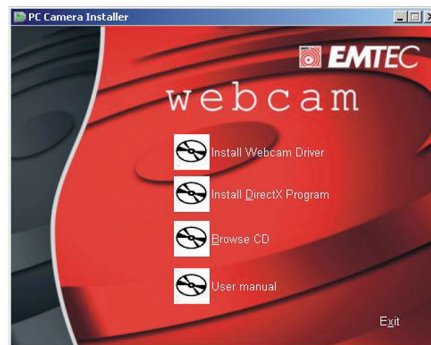 PC Camera Installer
EMTEC
webcam
Install Webcam Driver
Install DirectX Program
Browse CD
User manual
Exit